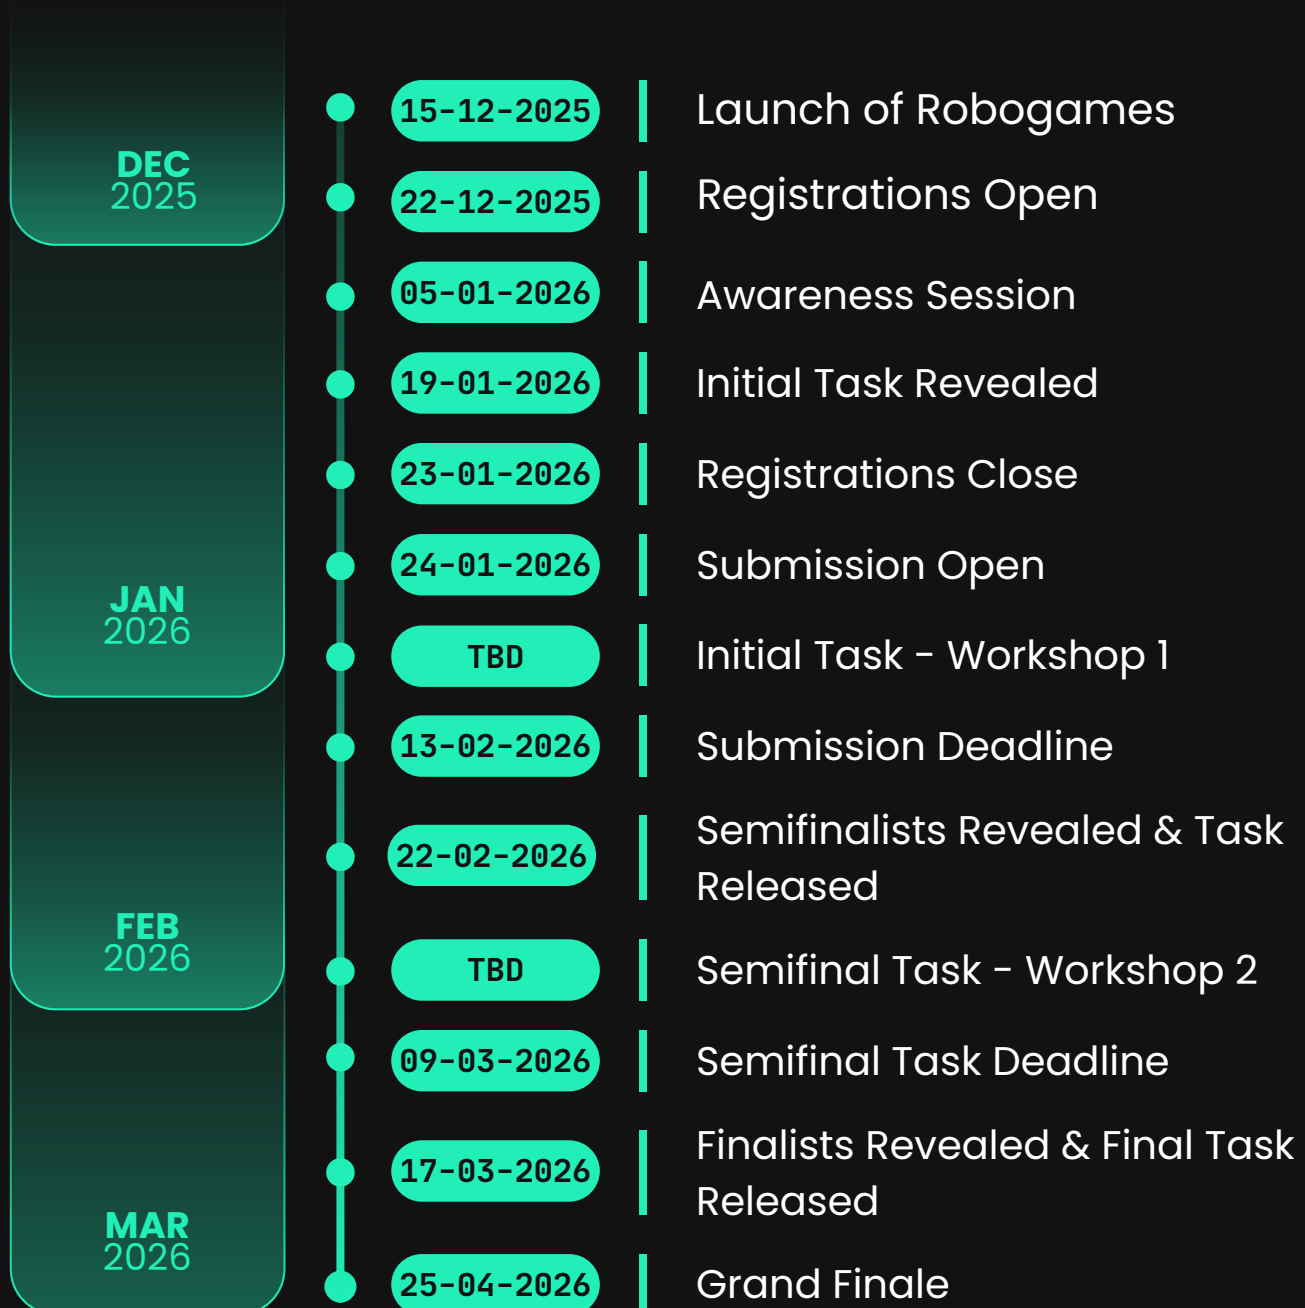 DEC
2025
15-12-2025 Launch of Robogames
22-12-2025 Registrations Open
JAN
2026
05-01-2026 Awareness Session
19-01-2026 Initial Task Revealed
23-01-2026 Registrations Close
24-01-2026 Submission Open
TBD Initial Task - Workshop 1
FEB
2026
13-02-2026 Submission Deadline
22-02-2026 Semifinalists Revealed & Task
Released
TBD Semifinal Task - Workshop 2
MAR
2026
09-03-2026 Semifinal Task Deadline
17-03-2026 Finalists Revealed & Final Task
Released
25-04-2026 Grand Finale